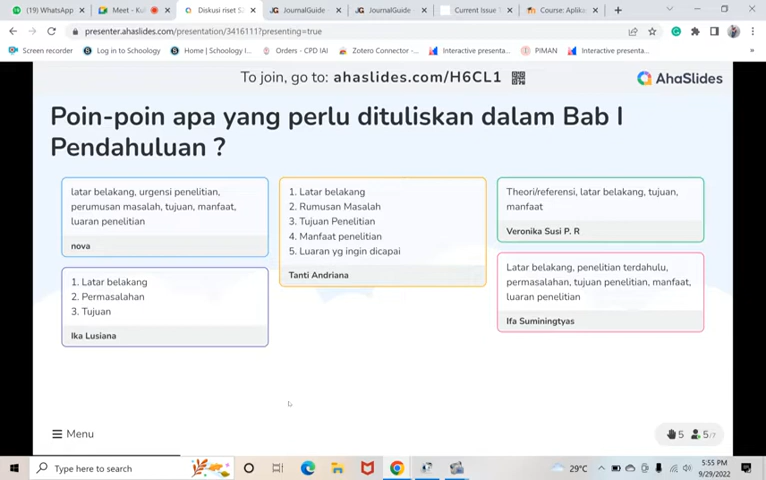 (19) WhatsApp
Meet - Ku
Diskusi riset S
JournalGuide
JournalGuide
Current Issue
Course: Aplika
presenter.ahaslides.com/presentation/3416111?presenting=true
Screen recorder
Log in to Schoology
Home | Schoology I...
Orders - CPD IAI
Zotero Connector -...
Interactive presenta...
PIMAN
Interactive presenta...
To join, go to: ahaslides.com/H6CL1
AhaSlides
Poin-poin apa yang perlu dituliskan dalam Bab I
Pendahuluan ?
latar belakang, urgensi penelitian,
perumusan masalah, tujuan, manfaat,
luaran penelitian
nova
1. Latar belakang
2. Permasalahan
3. Tujuan
Ika Lusiana
1. Latar belakang
2. Rumusan Masalah
3. Tujuan Penelitian
4. Manfaat penelitian
5. Luaran yg ingin dicapai
Tanti Andriana
Theori/referensi, latar belakang, tujuan,
manfaat
Veronika Susi P. R
Latar belakang, penelitian terdahulu,
permasalahan, tujuan penelitian, manfaat,
luaran penelitian
Ifa Suminingtyas
Menu
5
5/7
Type here to search
29°C
5:55 PM
9/29/2022